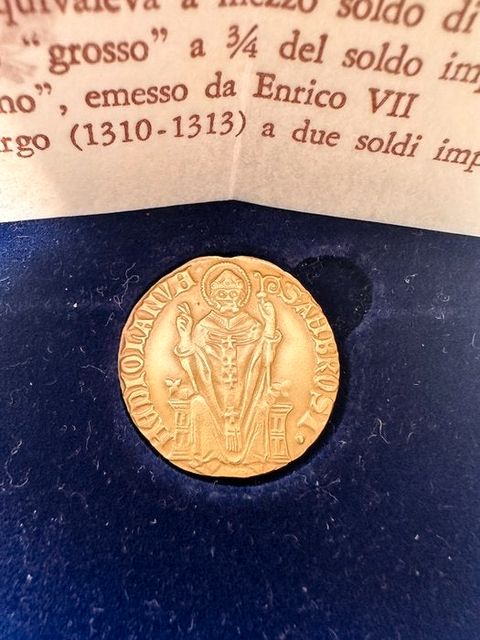 equivaleva a mezzo soldo di
"grosso" a ¾ del soldo im
no", emesso da Enrico VII
rgo (1310-1313) a due soldi imp
MEDIOLANVM
S AMBROSI.